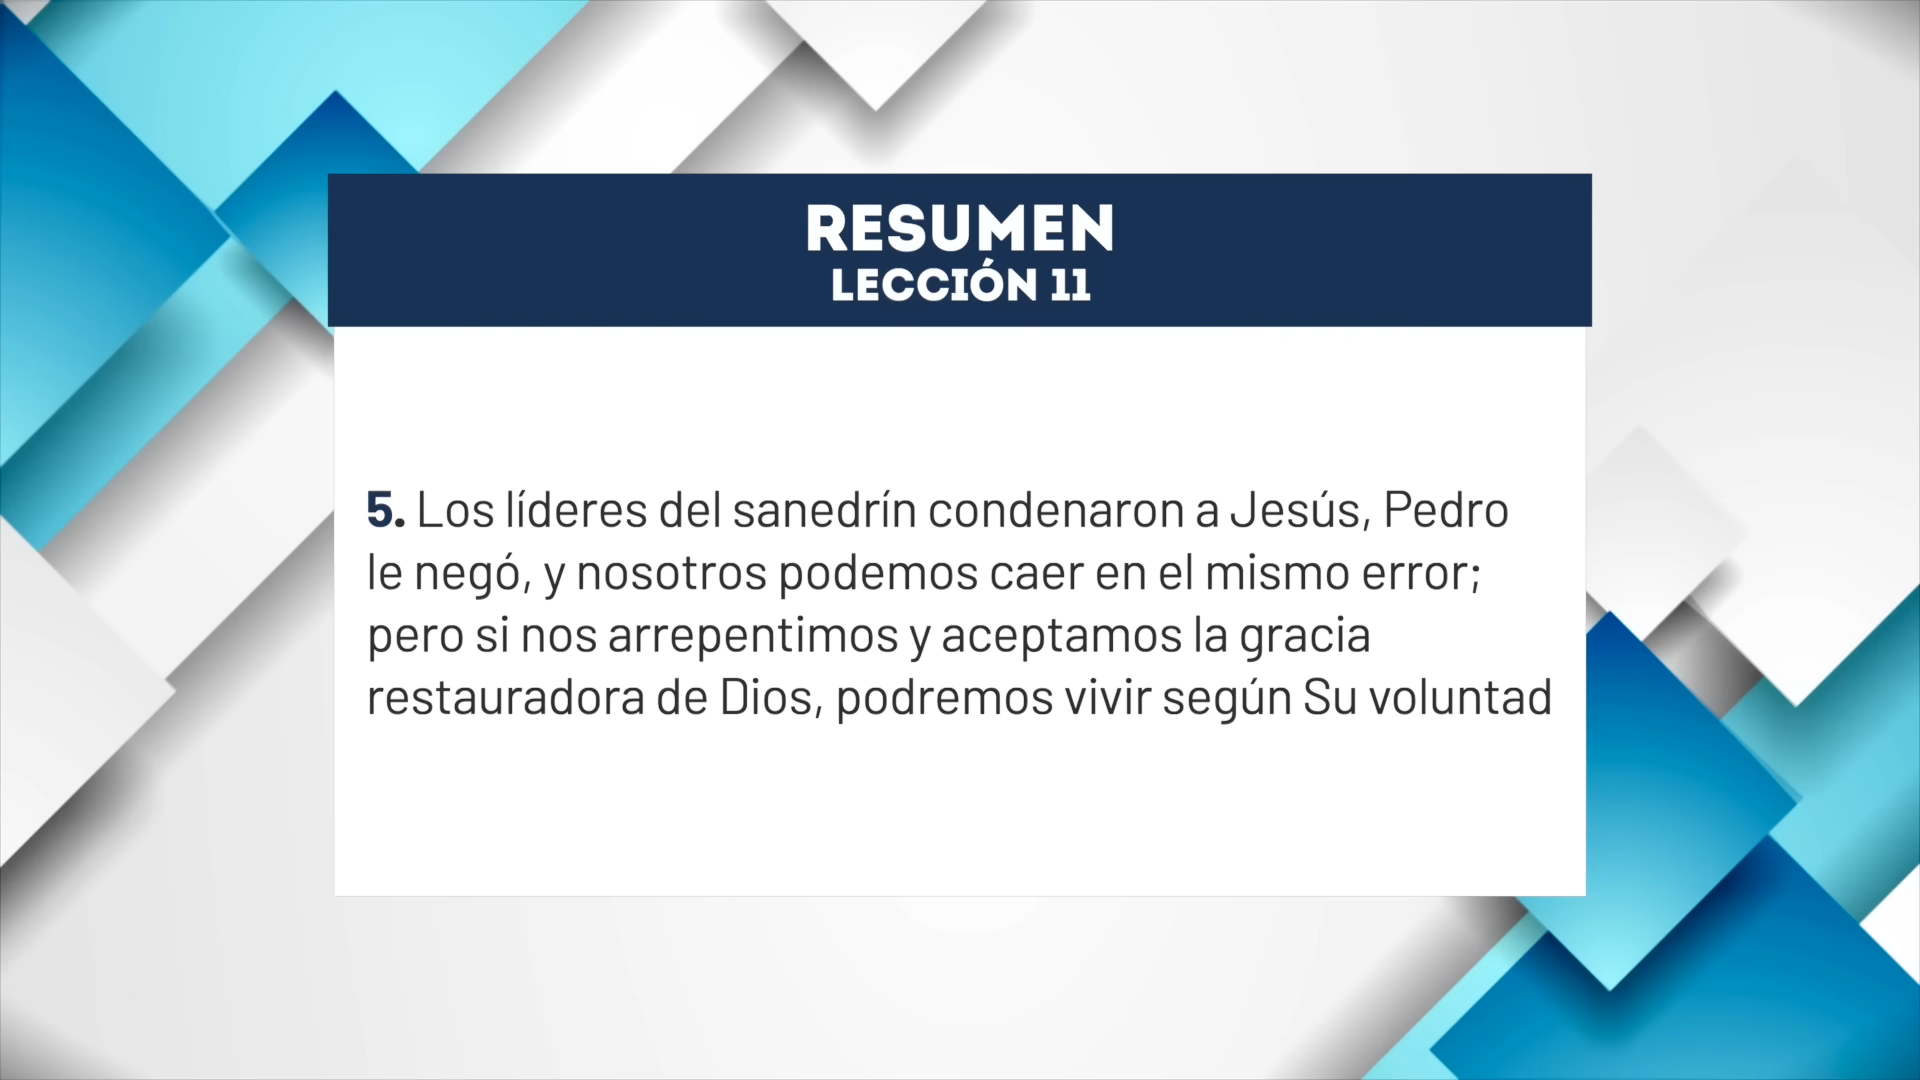 RESUMEN
LECCIÓN 11
5. Los líderes del sanedrín condenaron a Jesús, Pedro
le negó, y nosotros podemos caer en el mismo error;
pero si nos arrepentimos y aceptamos la gracia
restauradora de Dios, podremos vivir según Su voluntad